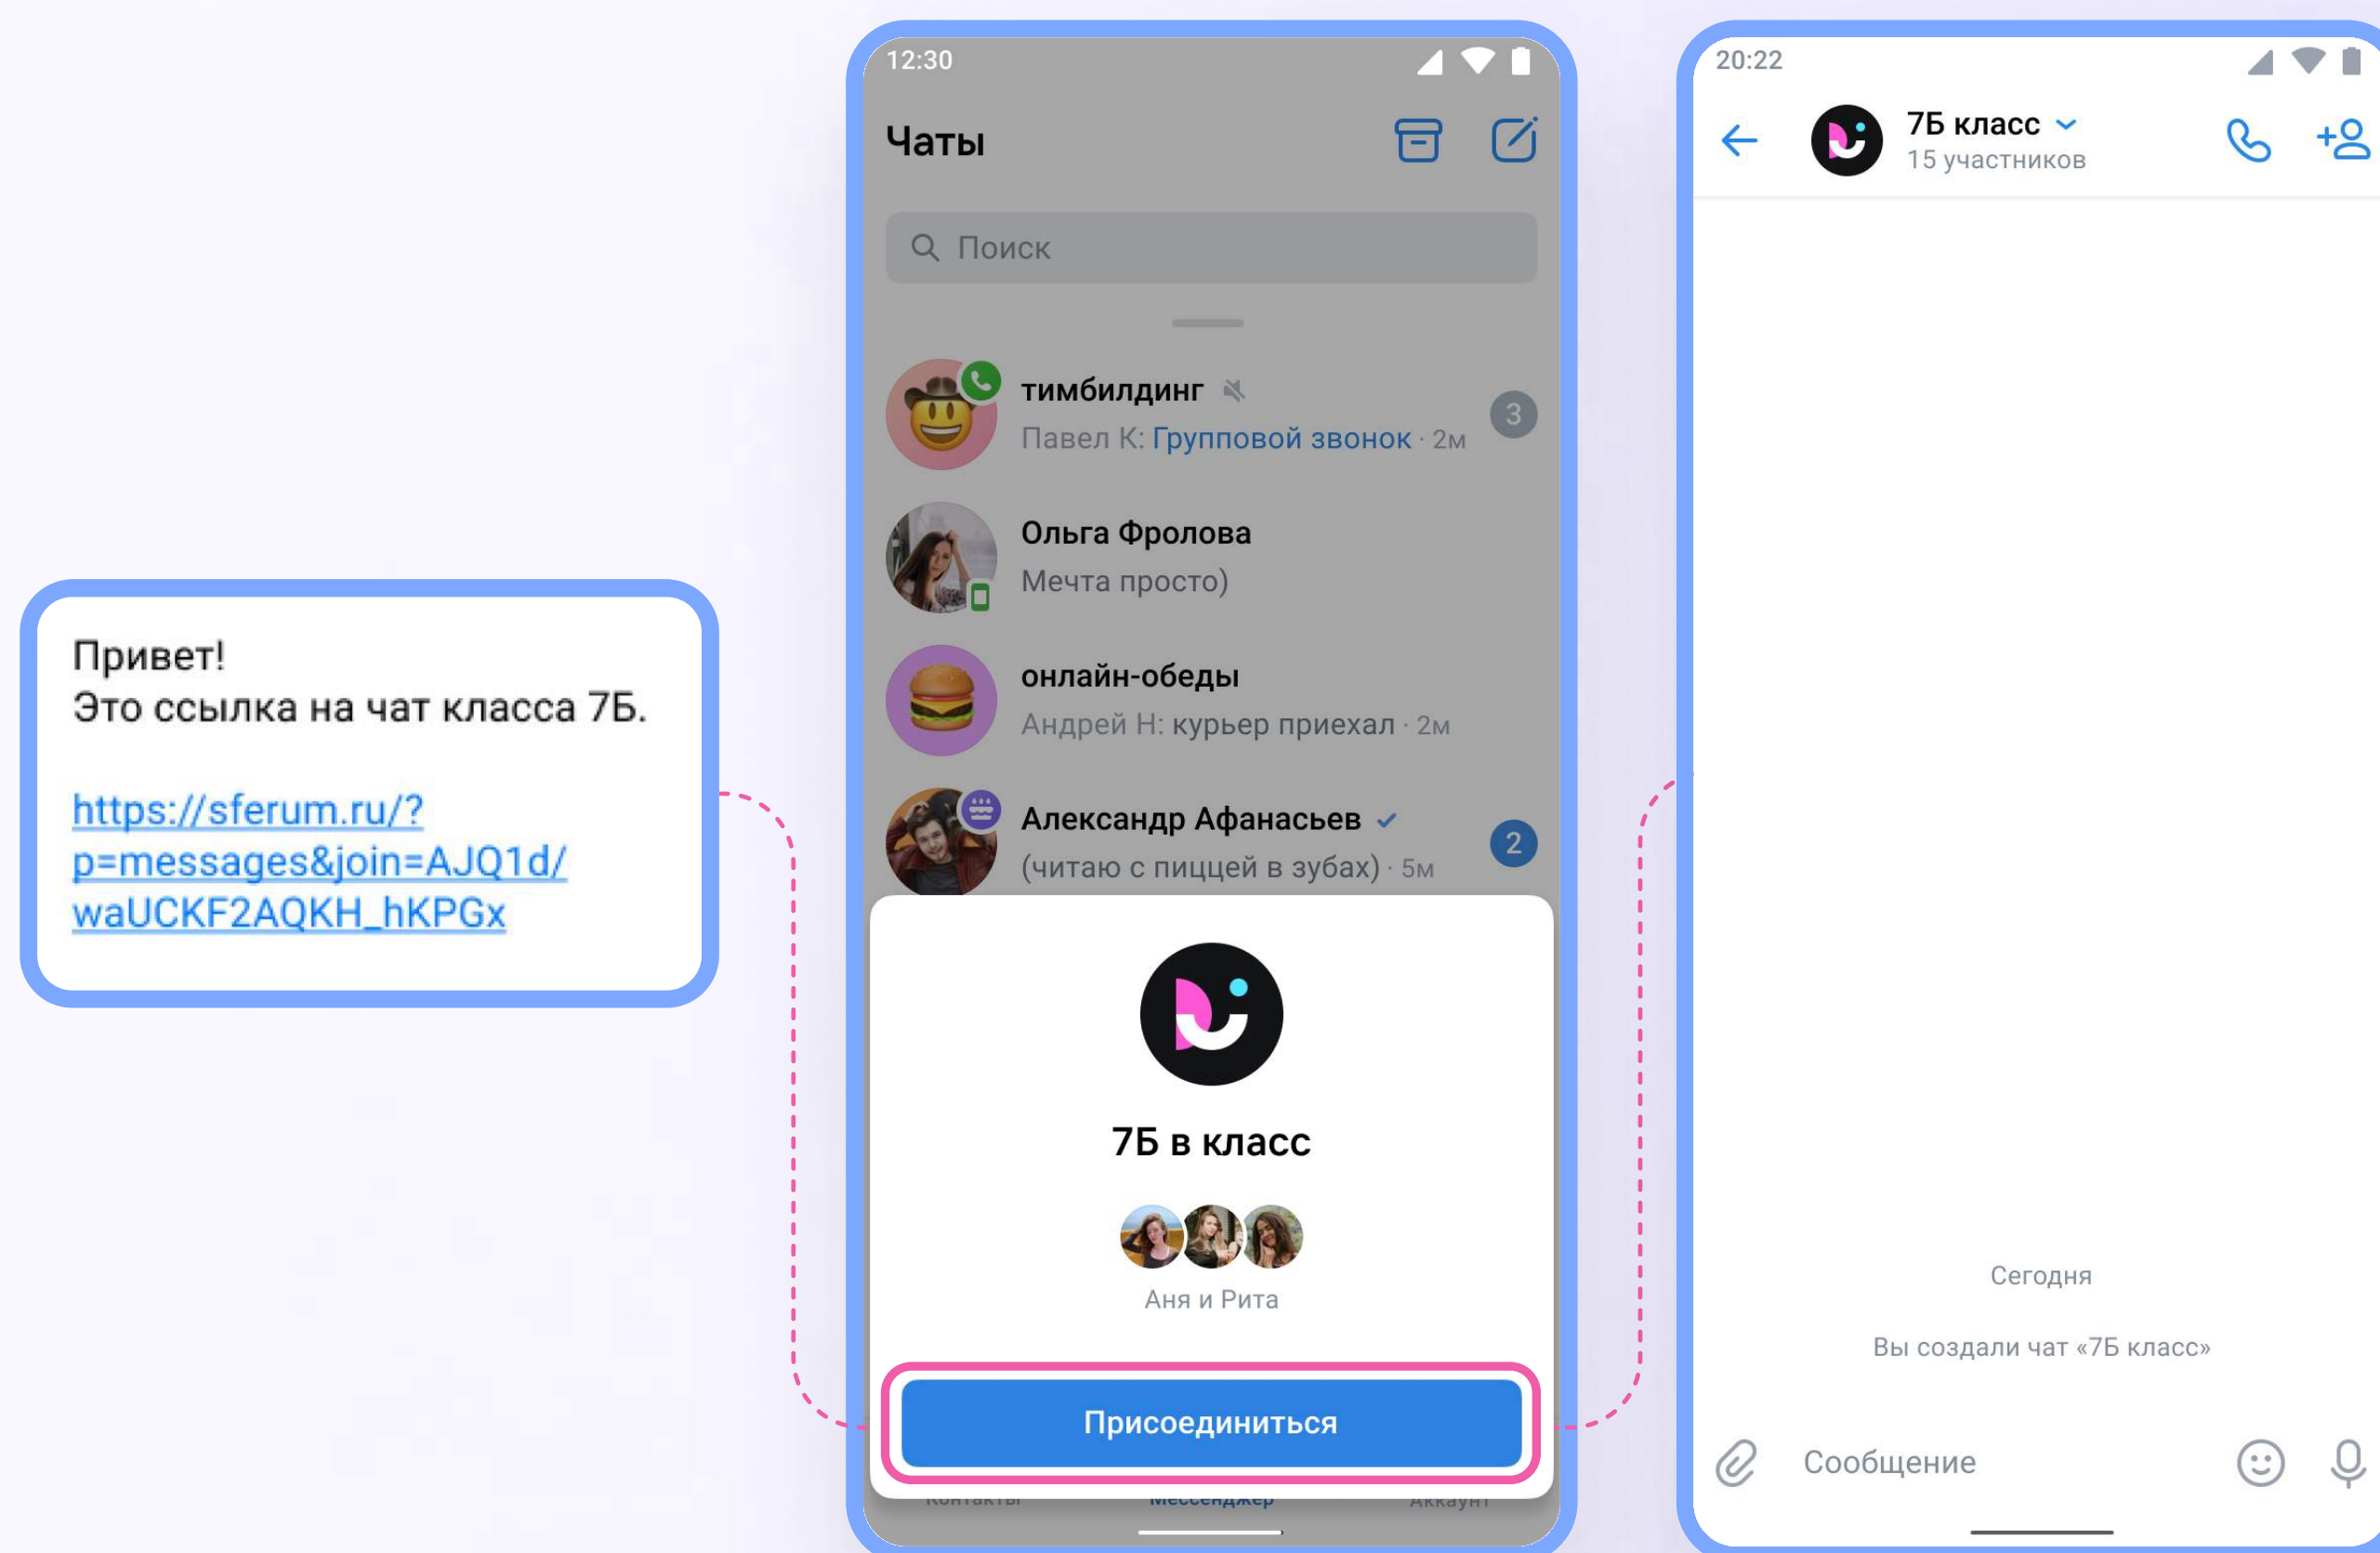 Привет!
Это ссылка на чат класса 7Б.
https://sferum.ru/?
p=messages&join=AJQ1d/
waUCKF2AQKH_hKPGx
12:30
Чаты
Поиск
тимбилдинг
Павел К: Групповой звонок · 2м
3
Ольга Фролова
Мечта просто)
онлайн-обеды
Андрей Н: курьер приехал · 2м
Александр Афанасьев
(читаю с пиццей в зубах) · 5м
2
7Б в класс
Аня и Рита
Присоединиться
Контакты
Мессенджер
Аккаунт
20:22
7Б класс
15 участников
Сегодня
Вы создали чат «7Б класс»
Сообщение